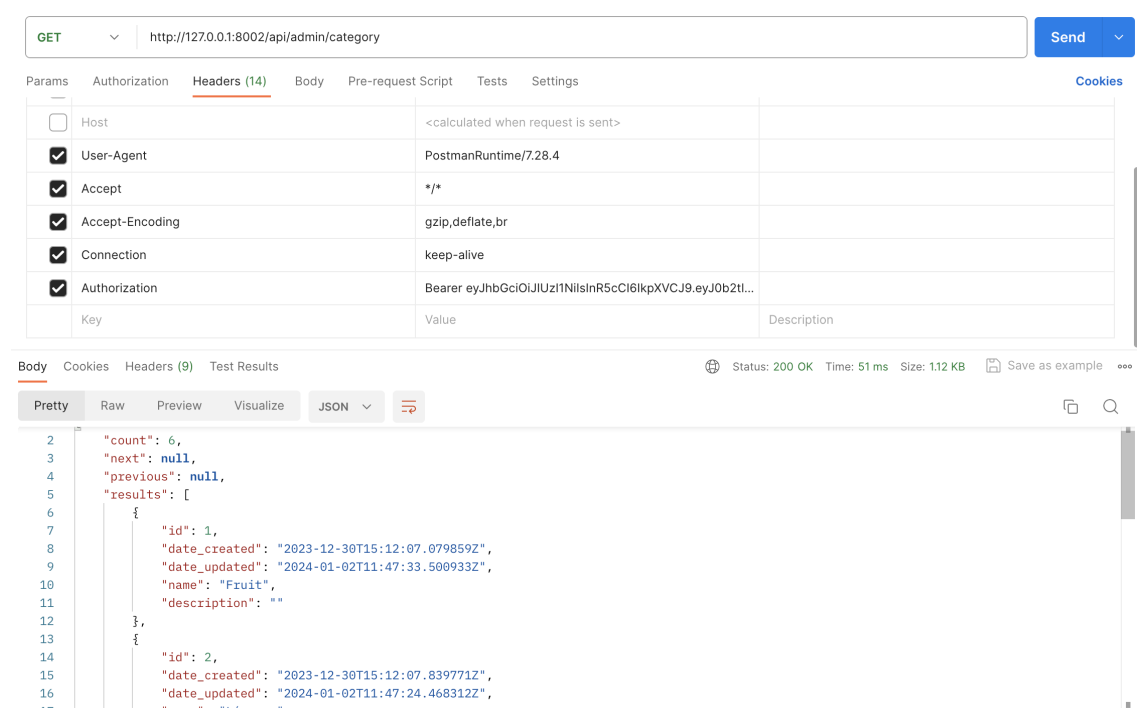 GET http://127.0.0.1:8002/api/admin/category Send
Params Authorization Headers (14) Body Pre-request Script Tests Settings Cookies
Host <calculated when request is sent>
User-Agent PostmanRuntime/7.28.4
Accept */*
Accept-Encoding gzip,deflate,br
Connection keep-alive
Authorization Bearer eyJhbGciOiJIUzI1NiIsInR5cCI6IkpXVCJ9.eyJ0b2tl...
Key Value Description
Body Cookies Headers (9) Test Results Status: 200 OK Time: 51 ms Size: 1.12 KB Save as example
Pretty Raw Preview Visualize JSON
2 "count": 6,
3 "next": null,
4 "previous": null,
5 "results": [
6 {
7 "id": 1,
8 "date_created": "2023-12-30T15:12:07.079859Z",
9 "date_updated": "2024-01-02T11:47:33.500933Z",
10 "name": "Fruit",
11 "description": ""
12 },
13 {
14 "id": 2,
15 "date_created": "2023-12-30T15:12:07.839771Z",
16 "date_updated": "2024-01-02T11:47:24.468312Z",